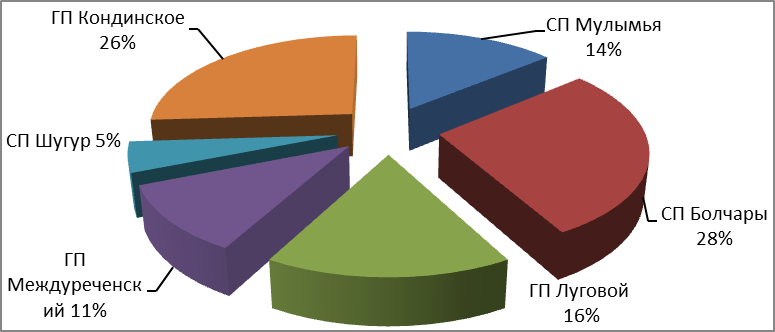 ГП Кондинское
26%
СП Мулымья
14%
СП Шугур 5%
СП Болчары
28%
ГП
Междуреченск
ий 11%
ГП Луговой
16%